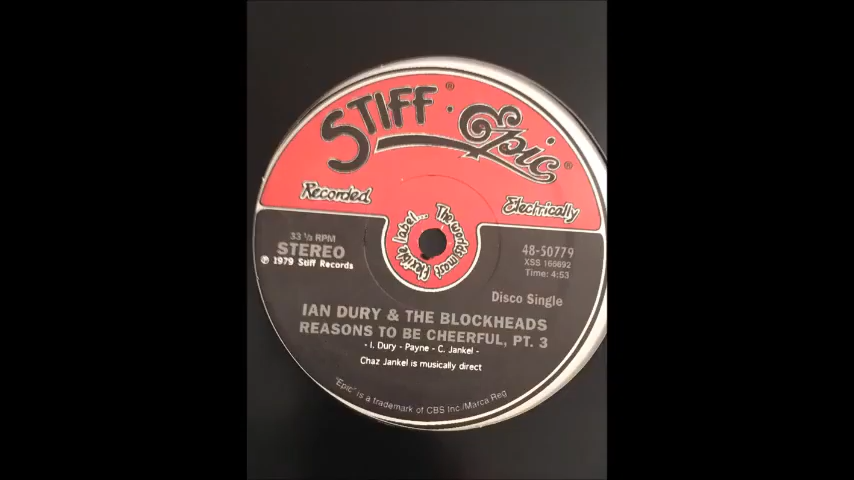 STIFF® · Epic®
Recorded
Electrically
The worlds most flexible label...
33 ⅓ RPM
STEREO
℗ 1979 Stiff Records
48-50779
XSS 166692
Time: 4:53
Disco Single
IAN DURY & THE BLOCKHEADS
REASONS TO BE CHEERFUL, PT. 3
- I. Dury - Payne - C. Jankel -
Chaz Jankel is musically direct
"Epic" is a trademark of CBS Inc./Marca Reg